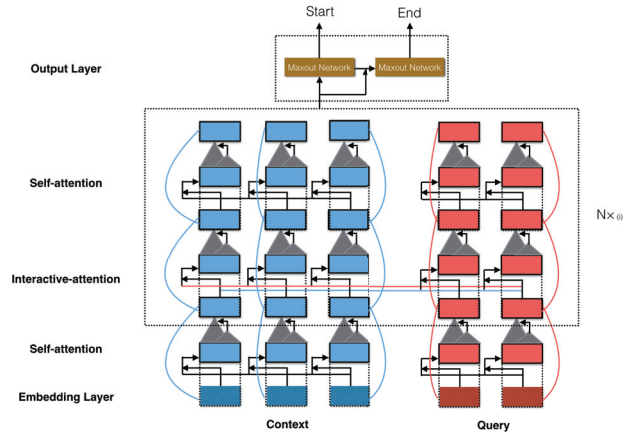 Start End
Output Layer
Maxout Network Maxout Network
Self-attention
N×(i)
Interactive-attention
Self-attention
Embedding Layer
Context Query